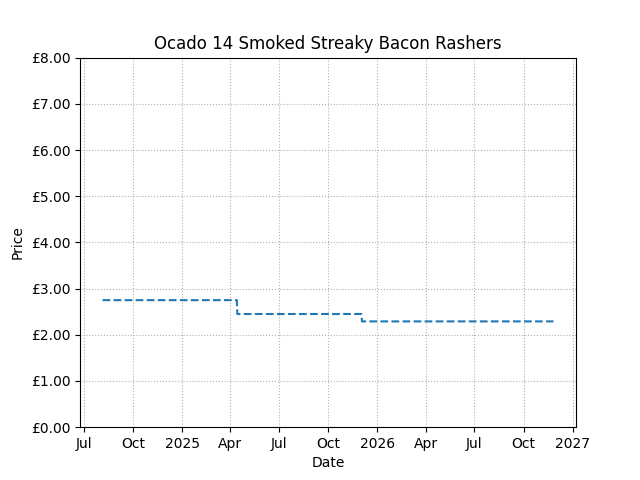 Ocado 14 Smoked Streaky Bacon Rashers
£8.00
£7.00
£6.00
£5.00
£4.00
£3.00
£2.00
£1.00
£0.00
Price
Jul Oct 2025 Apr Jul Oct 2026 Apr Jul Oct 2027
Date